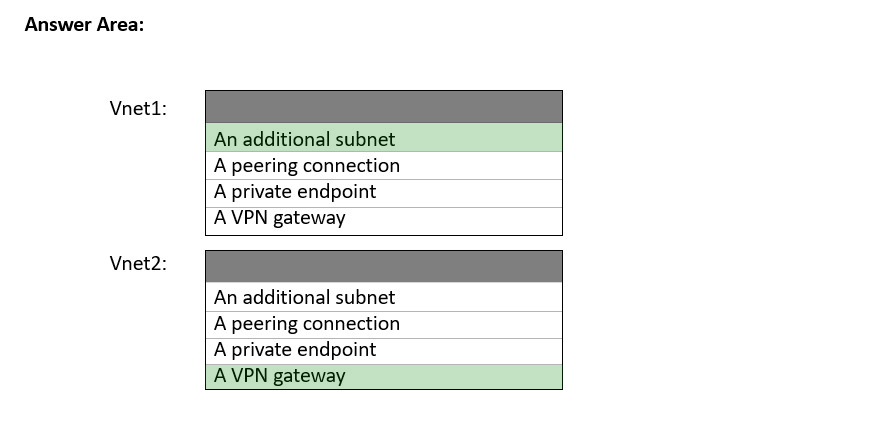 Answer Area:
Vnet1:
An additional subnet
A peering connection
A private endpoint
A VPN gateway
Vnet2:
An additional subnet
A peering connection
A private endpoint
A VPN gateway